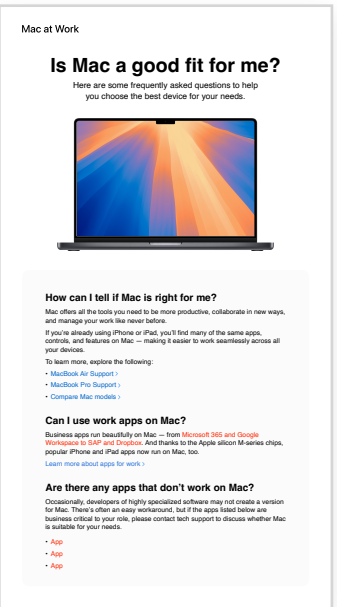 Mac at Work
Is Mac a good fit for me?
Here are some frequently asked questions to help
you choose the best device for your needs.
How can I tell if Mac is right for me?
Mac offers all the tools you need to be more productive, collaborate in new ways,
and manage your work like never before.
If you're already using iPhone or iPad, you'll find many of the same apps,
controls, and features on Mac — making it easier to work seamlessly across all
your devices.
To learn more, explore the following:
• MacBook Air Support >
• MacBook Pro Support >
• Compare Mac models >
Can I use work apps on Mac?
Business apps run beautifully on Mac — from Microsoft 365 and Google
Workspace to SAP and Dropbox. And thanks to the Apple silicon M-series chips,
popular iPhone and iPad apps now run on Mac, too.
Learn more about apps for work >
Are there any apps that don't work on Mac?
Occasionally, developers of highly specialized software may not create a version
for Mac. There's often an easy workaround, but if the apps listed below are
business critical to your role, please contact tech support to discuss whether Mac
is suitable for your needs.
• App
• App
• App